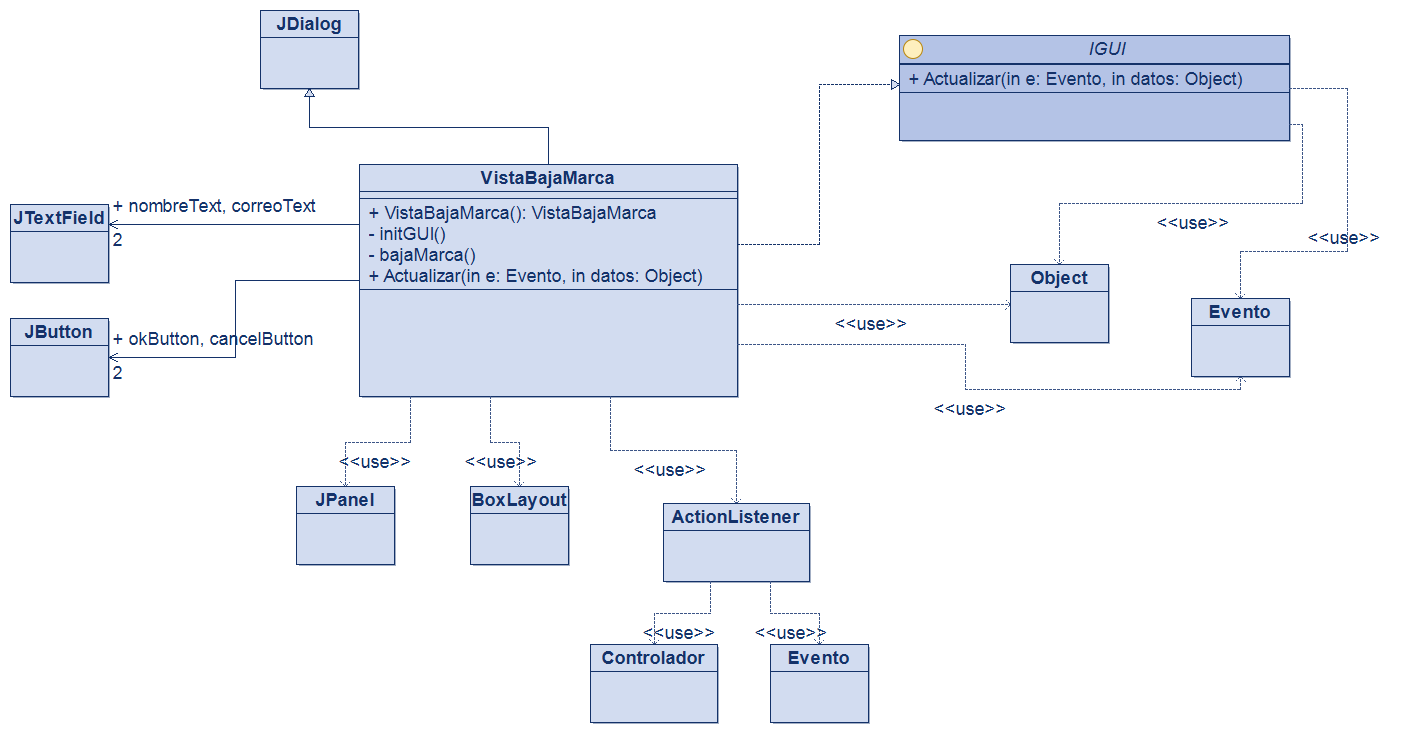 JDialog
IGUI
+ Actualizar(in e: Evento, in datos: Object)
VistaBajaMarca
+ VistaBajaMarca(): VistaBajaMarca
- initGUI()
- bajaMarca()
+ Actualizar(in e: Evento, in datos: Object)
JTextField
+ nombreText, correoText
2
JButton
+ okButton, cancelButton
2
<<use>>
<<use>>
Object
Evento
<<use>>
<<use>>
<<use>>
<<use>>
<<use>>
JPanel
BoxLayout
ActionListener
<<use>>
<<use>>
Controlador
Evento